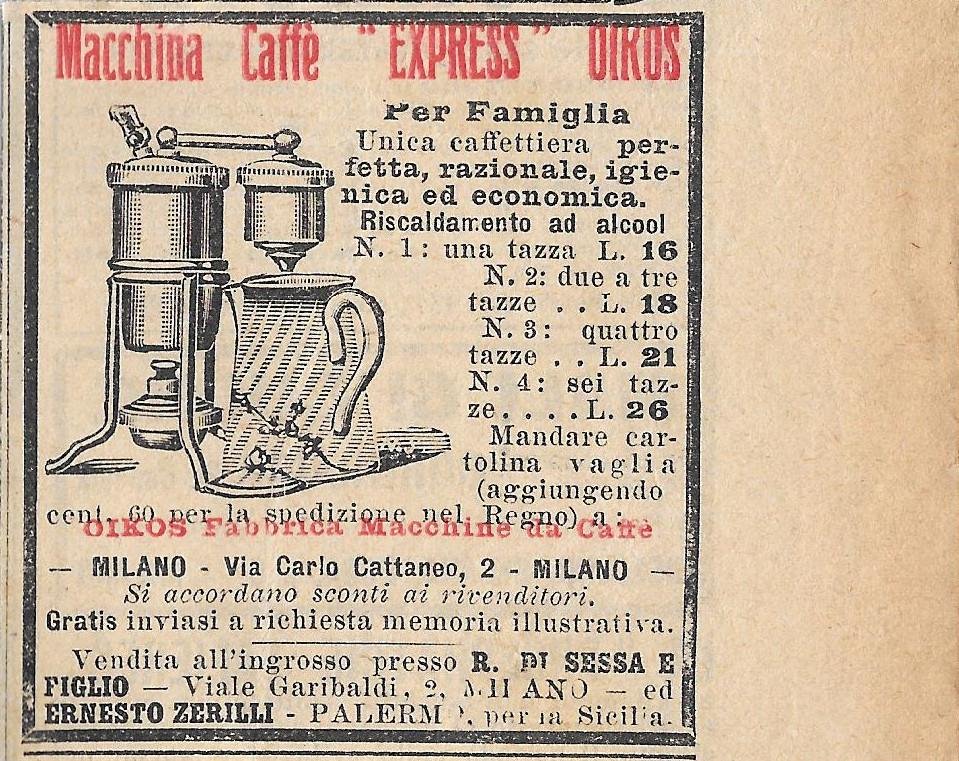 Macchina Caffè "EXPRESS" OIKOS
Per Famiglia
Unica caffettiera per-
fetta, razionale, igie-
nica ed economica.
Riscaldamento ad alcool
N. 1: una tazza L. 16
N. 2: due a tre
tazze . . L. 18
N. 3: quattro
tazze . . L. 21
N. 4: sei taz-
ze. . . . L. 26
Mandare car-
tolina vaglia
(aggiungendo
cent. 60 per la spedizione nel Regno) a:
OIKOS Fabbrica Macchine da Caffè
— MILANO - Via Carlo Cattaneo, 2 - MILANO —
Si accordano sconti ai rivenditori.
Gratis inviasi a richiesta memoria illustrativa.
Vendita all'ingrosso presso R. DI SESSA E
FIGLIO — Viale Garibaldi, 2, MILANO — ed
ERNESTO ZERILLI - PALERMO, per la Sicilia.